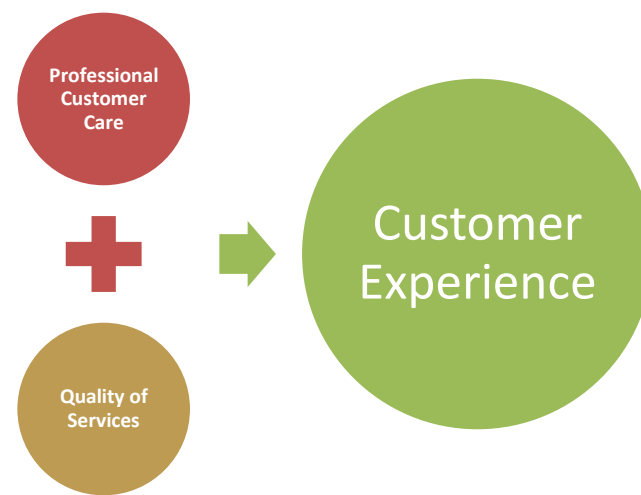 Professional
Customer
Care
Customer
Experience
Quality of
Services